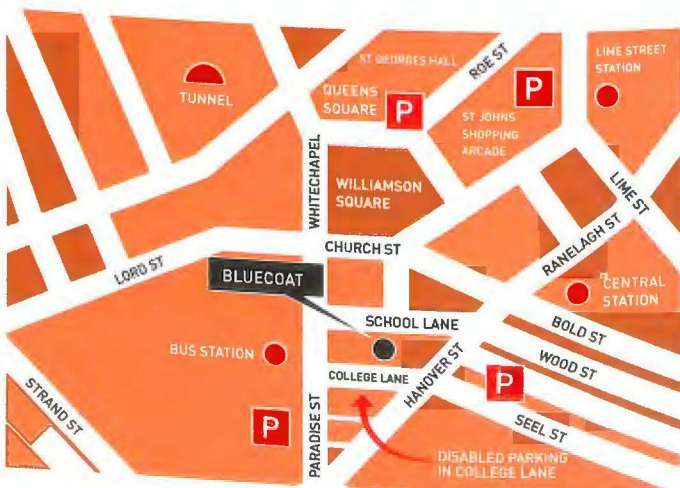 TUNNEL
ST GEORGES HALL
QUEENS
SQUARE
P
ROE ST
P
ST JOHNS
SHOPPING
ARCADE
LIME STREET
STATION
WHITECHAPEL
WILLIAMSON
SQUARE
LIME ST
RANELAGH ST
CHURCH ST
LORD ST
BLUECOAT
CENTRAL
STATION
SCHOOL LANE
BOLD ST
BUS STATION
WOOD ST
COLLEGE LANE
HANOVER ST
P
SEEL ST
STRAND ST
P
PARADISE ST
DISABLED PARKING
IN COLLEGE LANE